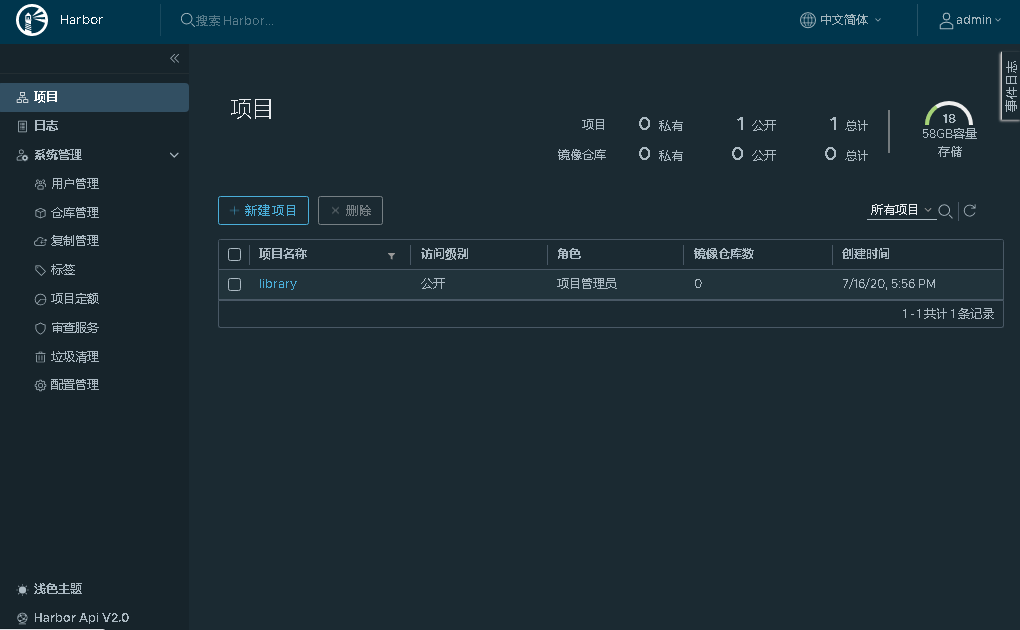 Harbor
搜索 Harbor...
中文简体
admin
项目
日志
系统管理
用户管理
仓库管理
复制管理
标签
项目定额
审查服务
垃圾清理
配置管理
浅色主题
Harbor Api V2.0
事件日志
项目
项目 0 私有 1 公开 1 总计
镜像仓库 0 私有 0 公开 0 总计
18
58GB容量
存储
+ 新建项目
× 删除
所有项目
项目名称 访问级别 角色 镜像仓库数 创建时间
library 公开 项目管理员 0 7/16/20, 5:56 PM
1 - 1 共计 1 条记录